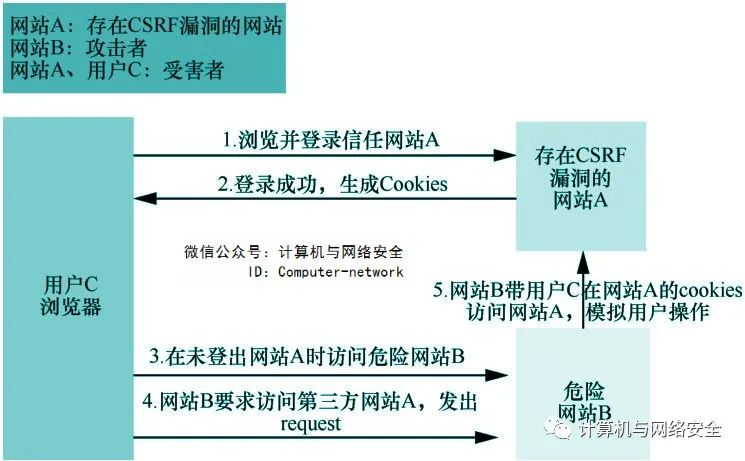 网站A：存在CSRF漏洞的网站
网站B：攻击者
网站A、用户C：受害者
1.浏览并登录信任网站A
2.登录成功，生成Cookies
存在CSRF
漏洞的
网站A
微信公众号：计算机与网络安全
ID：Computer-network
用户C
浏览器
5.网站B带用户C在网站A的cookies
访问网站A，模拟用户操作
3.在未登出网站A时访问危险网站B
4.网站B要求访问第三方网站A，发出
request
危险
网站B
计算机与网络安全